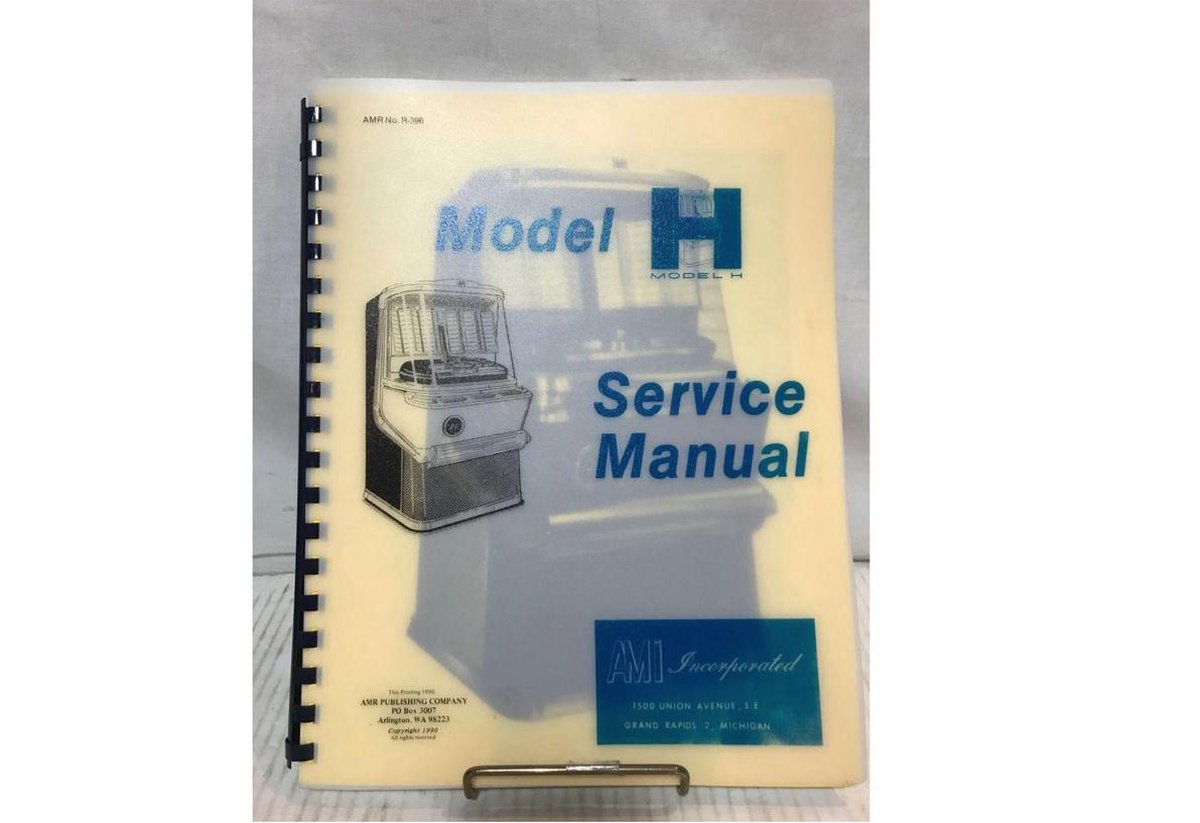 AMR No. R-396
Model H
MODEL H
Service
Manual
AMi Incorporated
1500 UNION AVENUE, S.E
GRAND RAPIDS 2, MICHIGAN
This Printing 1990
AMR PUBLISHING COMPANY
PO Box 3007
Arlington, WA 98223
Copyright 1990
All rights reserved